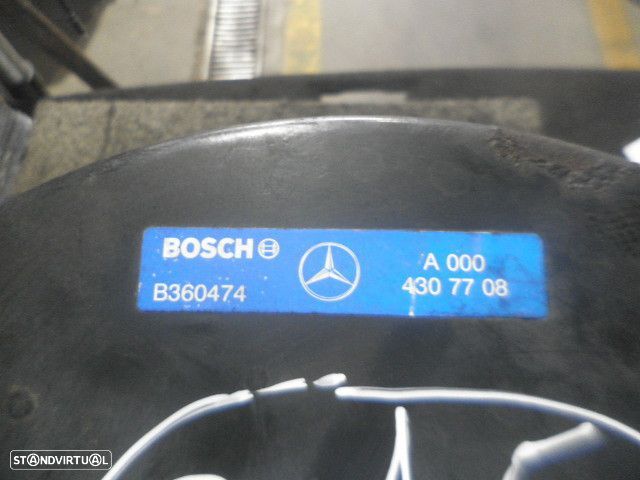 BOSCH
B360474
A 000
430 77 08
STANDVIRTUAL